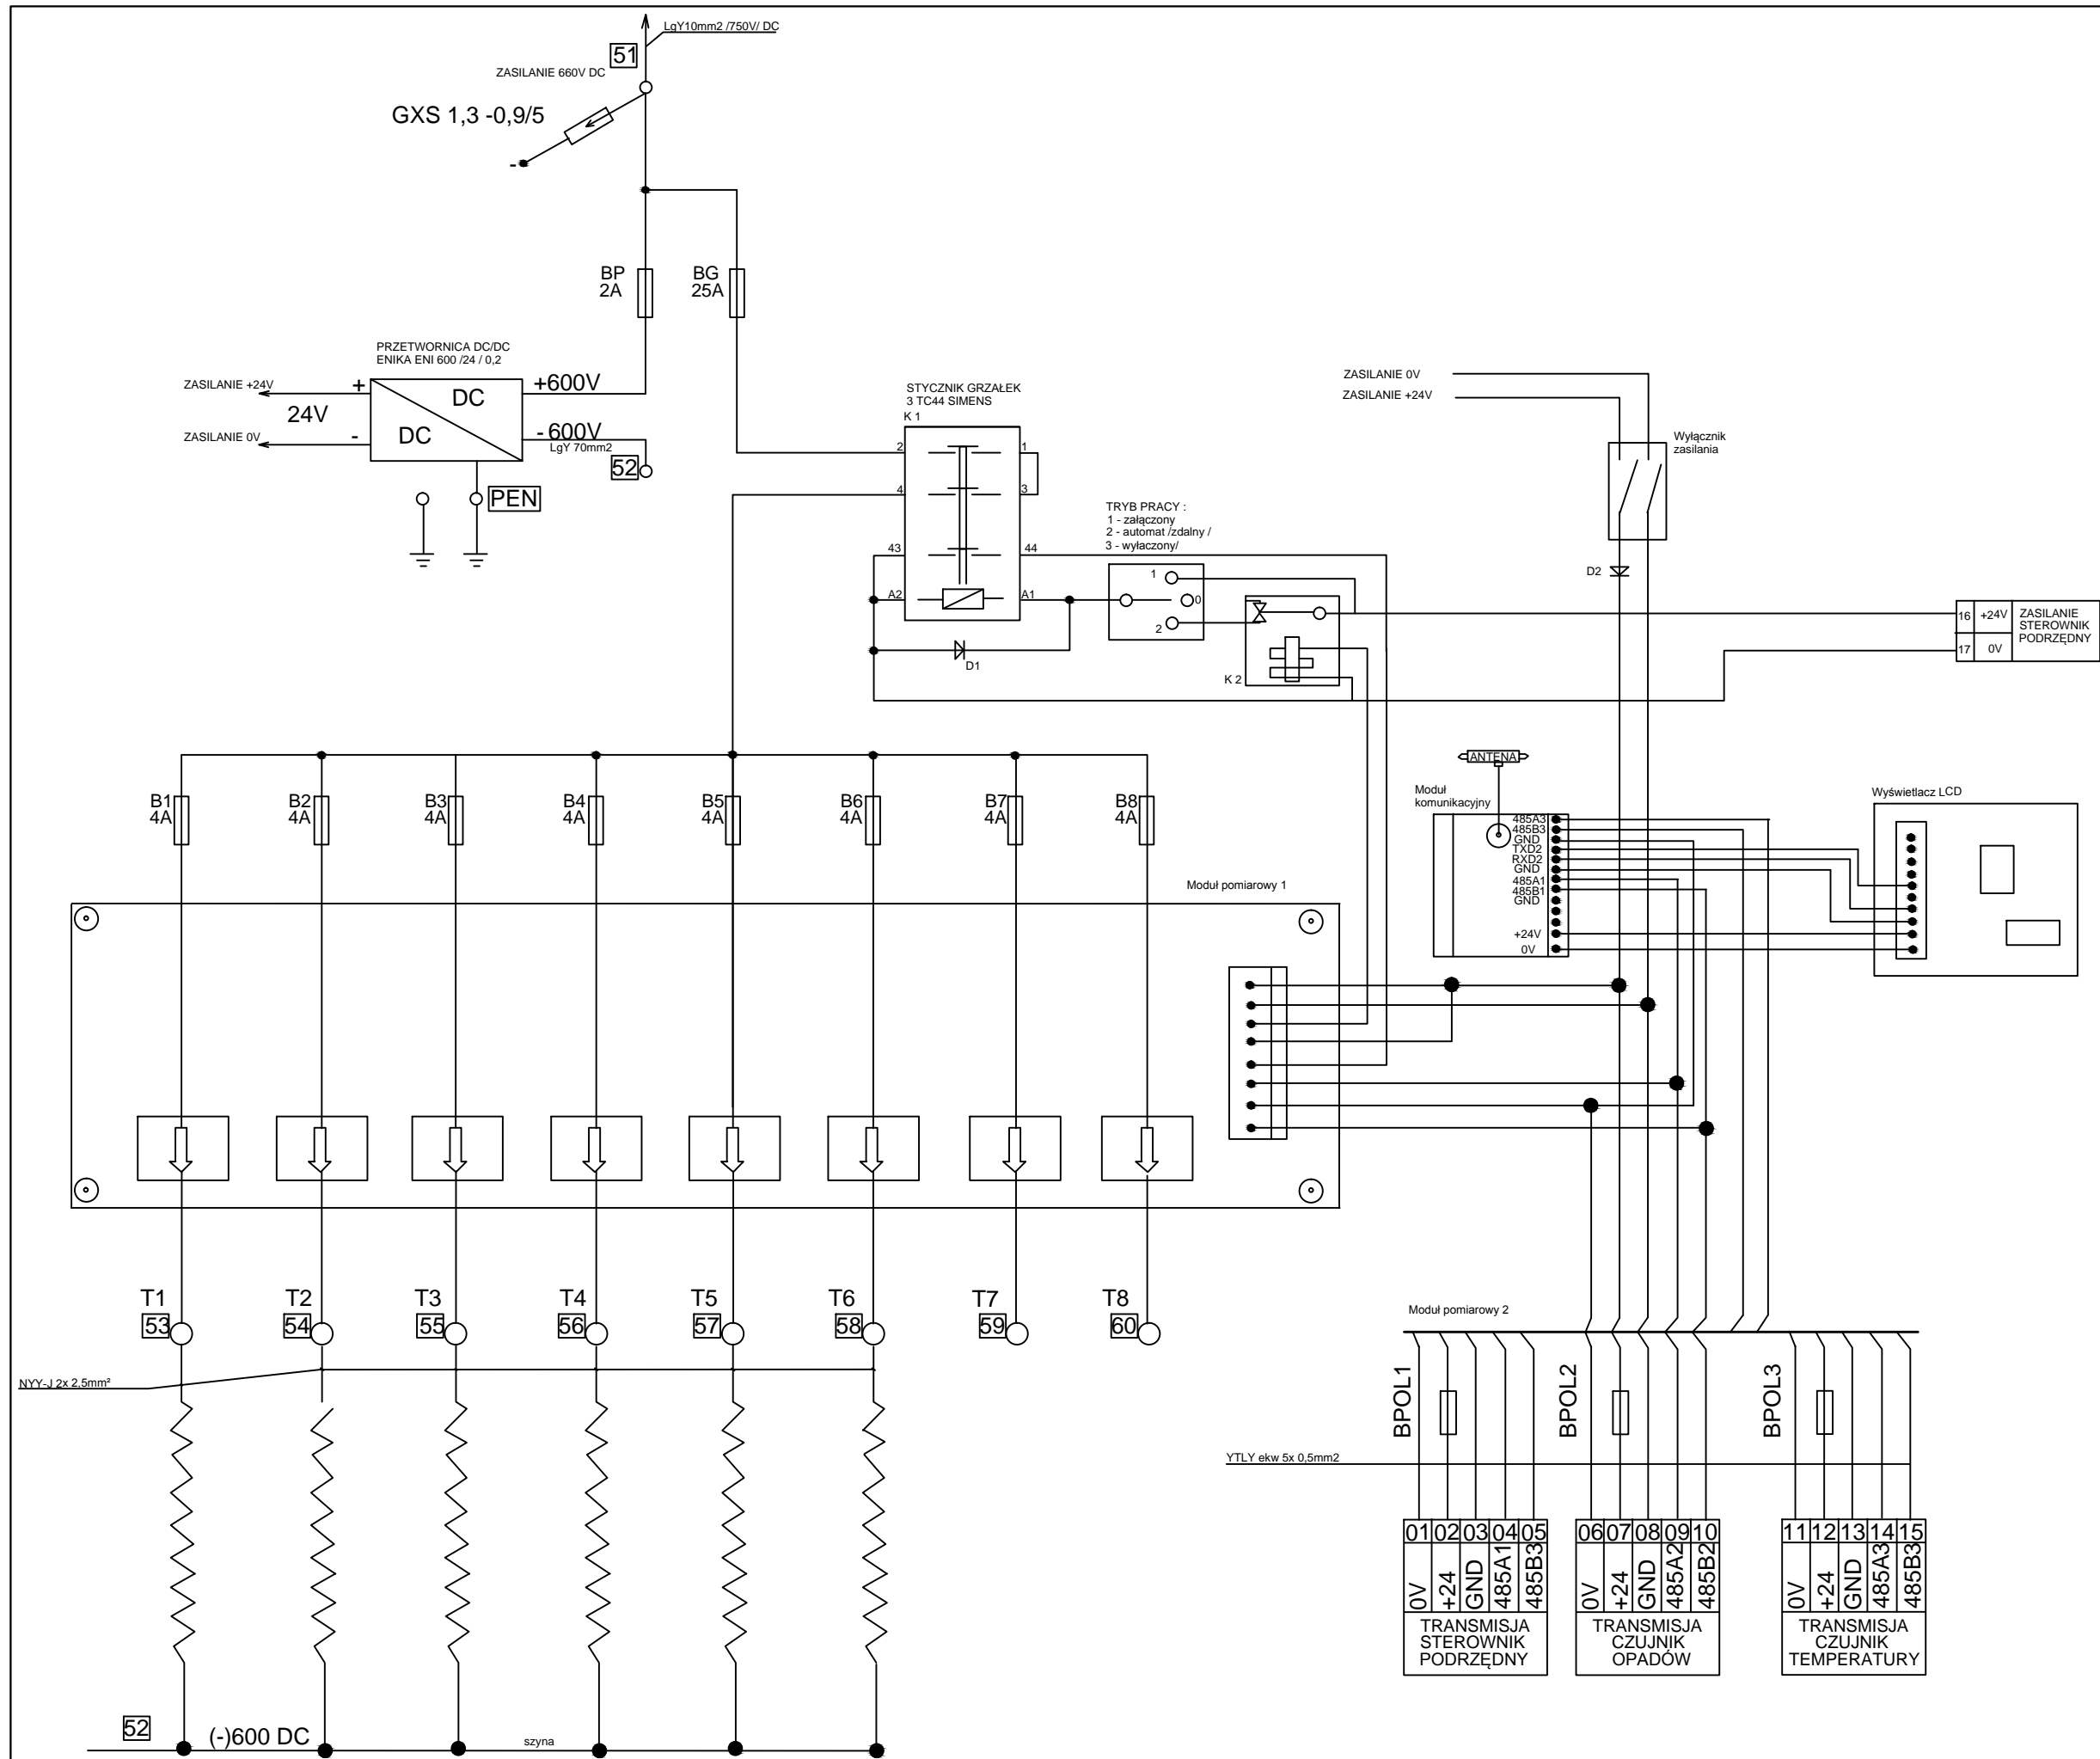 LgY10mm2 /750V/ DC
51
ZASILANIE 660V DC
GXS 1,3 -0,9/5
-
BP
2A
BG
25A
PRZETWORNICA DC/DC
ENIKA ENI 600 /24 / 0,2
ZASILANIE +24V
+
DC
+600V
24V
ZASILANIE 0V
-
DC
- 600V
LgY 70mm2
52
PEN
STYCZNIK GRZAŁEK
3 TC44 SIMENS
K 1
2
1
4
3
43
44
A2
A1
D1
TRYB PRACY :
1 - załączony
2 - automat /zdalny /
3 - wyłaczony/
1
0
2
K 2
ZASILANIE 0V
ZASILANIE +24V
Wyłącznik
zasilania
D2
16
+24V
17
0V
ZASILANIE
STEROWNIK
PODRZĘDNY
ANTENA
Moduł
komunikacyjny
485A3
485B3
GND
TXD2
RXD2
GND
485A1
485B1
GND
+24V
0V
Wyświetlacz LCD
B1
4A
B2
4A
B3
4A
B4
4A
B5
4A
B6
4A
B7
4A
B8
4A
Moduł pomiarowy 1
T1
53
T2
54
T3
55
T4
56
T5
57
T6
58
T7
59
T8
60
NYY-J 2x 2,5mm²
Moduł pomiarowy 2
BPOL1
BPOL2
BPOL3
YTLY ekw 5x 0,5mm2
01 02 03 04 05
0V
+24
GND
485A1
485B3
TRANSMISJA
STEROWNIK
PODRZĘDNY
06 07 08 09 10
0V
+24
GND
485A2
485B2
TRANSMISJA
CZUJNIK
OPADÓW
11 12 13 14 15
0V
+24
GND
485A3
485B3
TRANSMISJA
CZUJNIK
TEMPERATURY
52
(-)600 DC
szyna